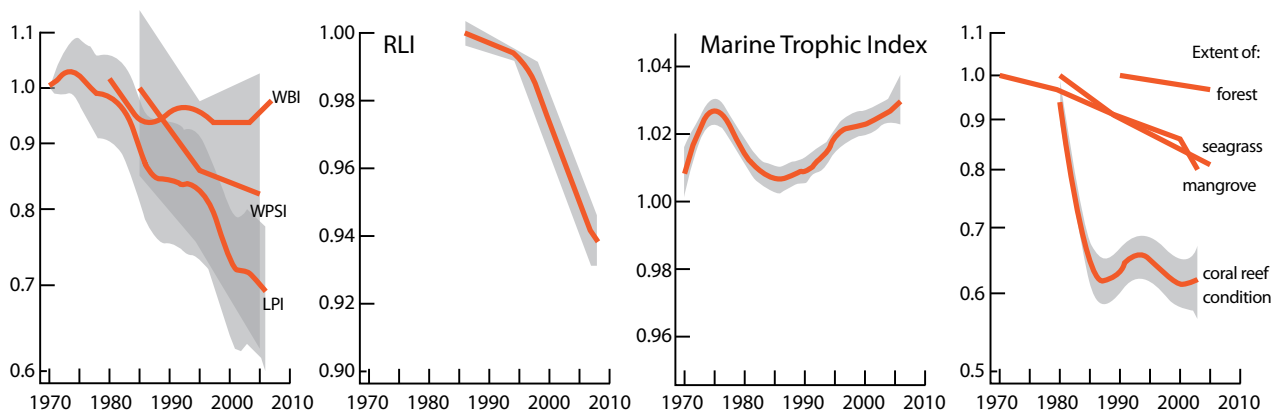 1.1
1.0
0.9
0.8
0.7
0.6
WBI
WPSI
LPI
1970 1980 1990 2000 2010
RLI
1.00
0.98
0.96
0.94
0.92
0.90
1970 1980 1990 2000 2010
Marine Trophic Index
1.04
1.02
1.00
0.98
0.96
1970 1980 1990 2000 2010
1.1
1.0
0.9
0.8
0.7
0.6
0.5
Extent of:
forest
seagrass
mangrove
coral reef
condition
1970 1980 1990 2000 2010